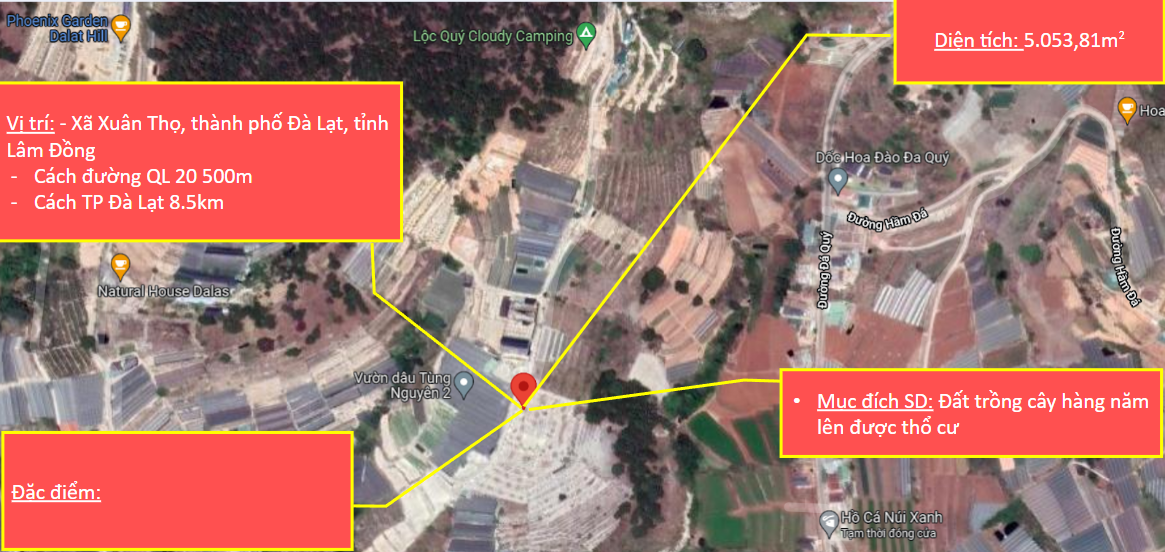 Phoenix Garden
Dalat Hill
Lộc Quý Cloudy Camping
Diện tích: 5.053,81m²
Vị trí: - Xã Xuân Thọ, thành phố Đà Lạt, tỉnh
Lâm Đồng
- Cách đường QL 20 500m
- Cách TP Đà Lạt 8.5km
Hoa
Dốc Hoa Đào Đa Quý
Đường Hầm Đá
Đường Đá Quý
Đường Hầm Đá
Natural House Dalas
Vườn dâu Tùng
Nguyên 2
• Mục đích SD: Đất trồng cây hàng năm
lên được thổ cư
Đăc điểm:
Hồ Cá Núi Xanh
Tạm thời đóng cửa